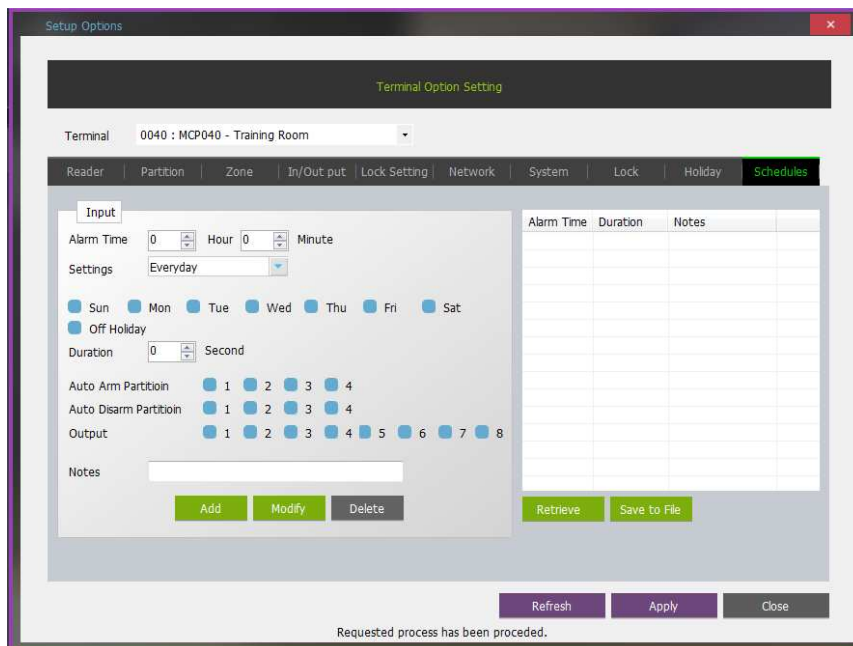 Setup Options
Terminal Option Setting
Terminal 0040 : MCP040 - Training Room
Reader Partition Zone In/Out put Lock Setting Network System Lock Holiday Schedules
Input
Alarm Time 0 Hour 0 Minute
Settings Everyday
Sun Mon Tue Wed Thu Fri Sat
Off Holiday
Duration 0 Second
Auto Arm Partitioin 1 2 3 4
Auto Disarm Partitioin 1 2 3 4
Output 1 2 3 4 5 6 7 8
Notes
Add Modify Delete
Alarm Time Duration Notes
Retrieve Save to File
Refresh Apply Close
Requested process has been proceded.